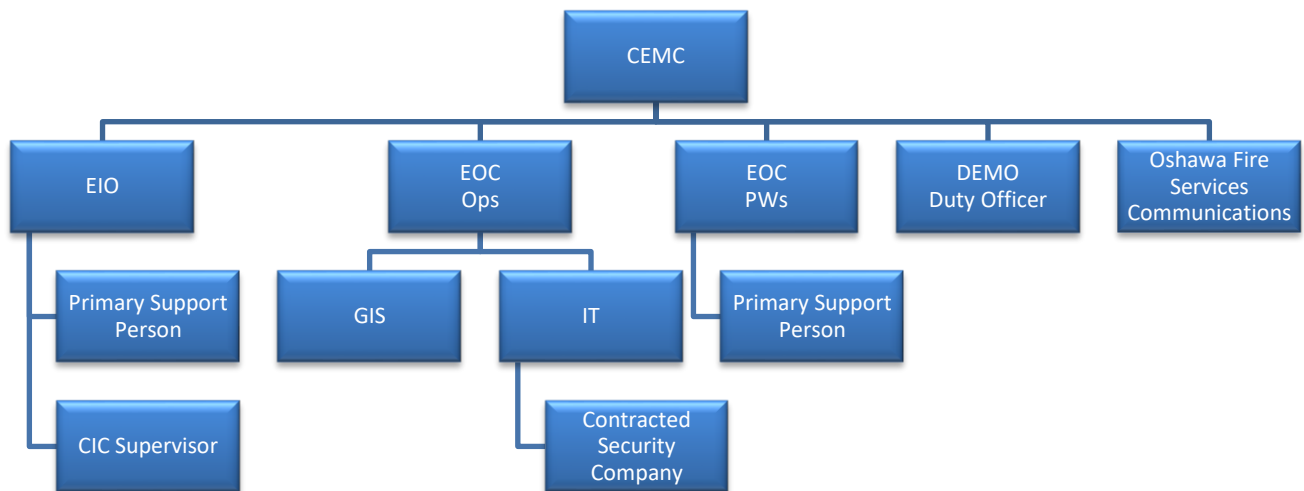 CEMC
EIO
EOC
Ops
EOC
PWs
DEMO
Duty Officer
Oshawa Fire
Services
Communications
Primary Support
Person
GIS
IT
Primary Support
Person
CIC Supervisor
Contracted
Security
Company